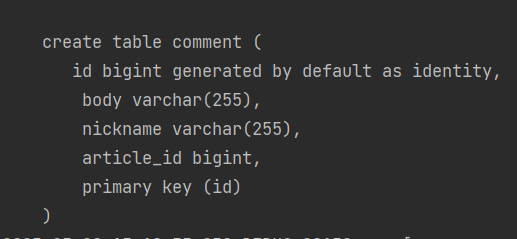 create table comment (
id bigint generated by default as identity,
body varchar(255),
nickname varchar(255),
article_id bigint,
primary key (id)
)